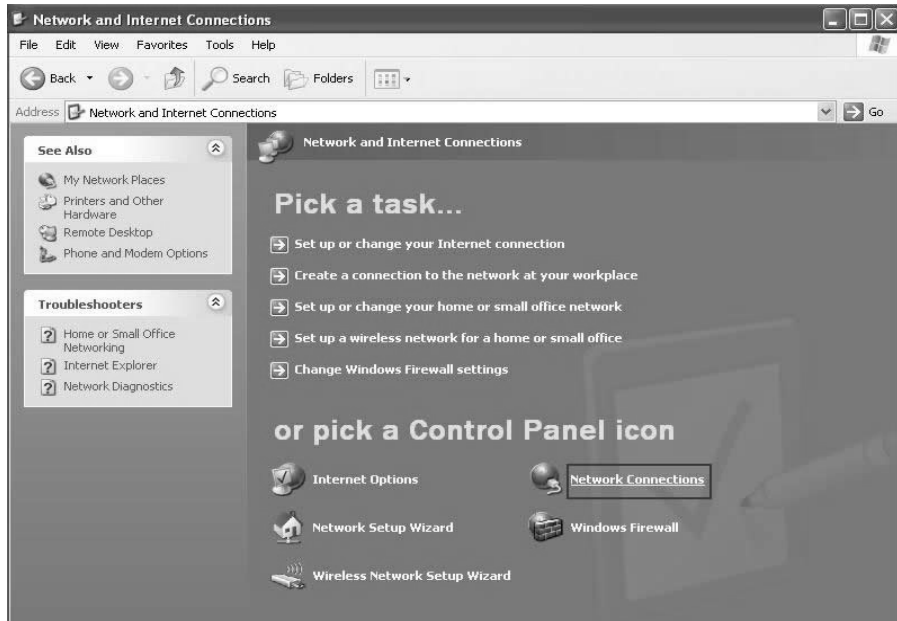 Network and Internet Connections
File Edit View Favorites Tools Help
Back Search Folders
Address Network and Internet Connections Go
See Also
My Network Places
Printers and Other
Hardware
Remote Desktop
Phone and Modem Options
Troubleshooters
Home or Small Office
Networking
Internet Explorer
Network Diagnostics
Network and Internet Connections
Pick a task...
Set up or change your Internet connection
Create a connection to the network at your workplace
Set up or change your home or small office network
Set up a wireless network for a home or small office
Change Windows Firewall settings
or pick a Control Panel icon
Internet Options
Network Connections
Network Setup Wizard
Windows Firewall
Wireless Network Setup Wizard